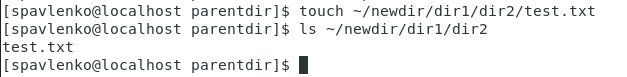 [spavlenko@localhost parentdir]$ touch ~/newdir/dir1/dir2/test.txt
[spavlenko@localhost parentdir]$ ls ~/newdir/dir1/dir2
test.txt
[spavlenko@localhost parentdir]$